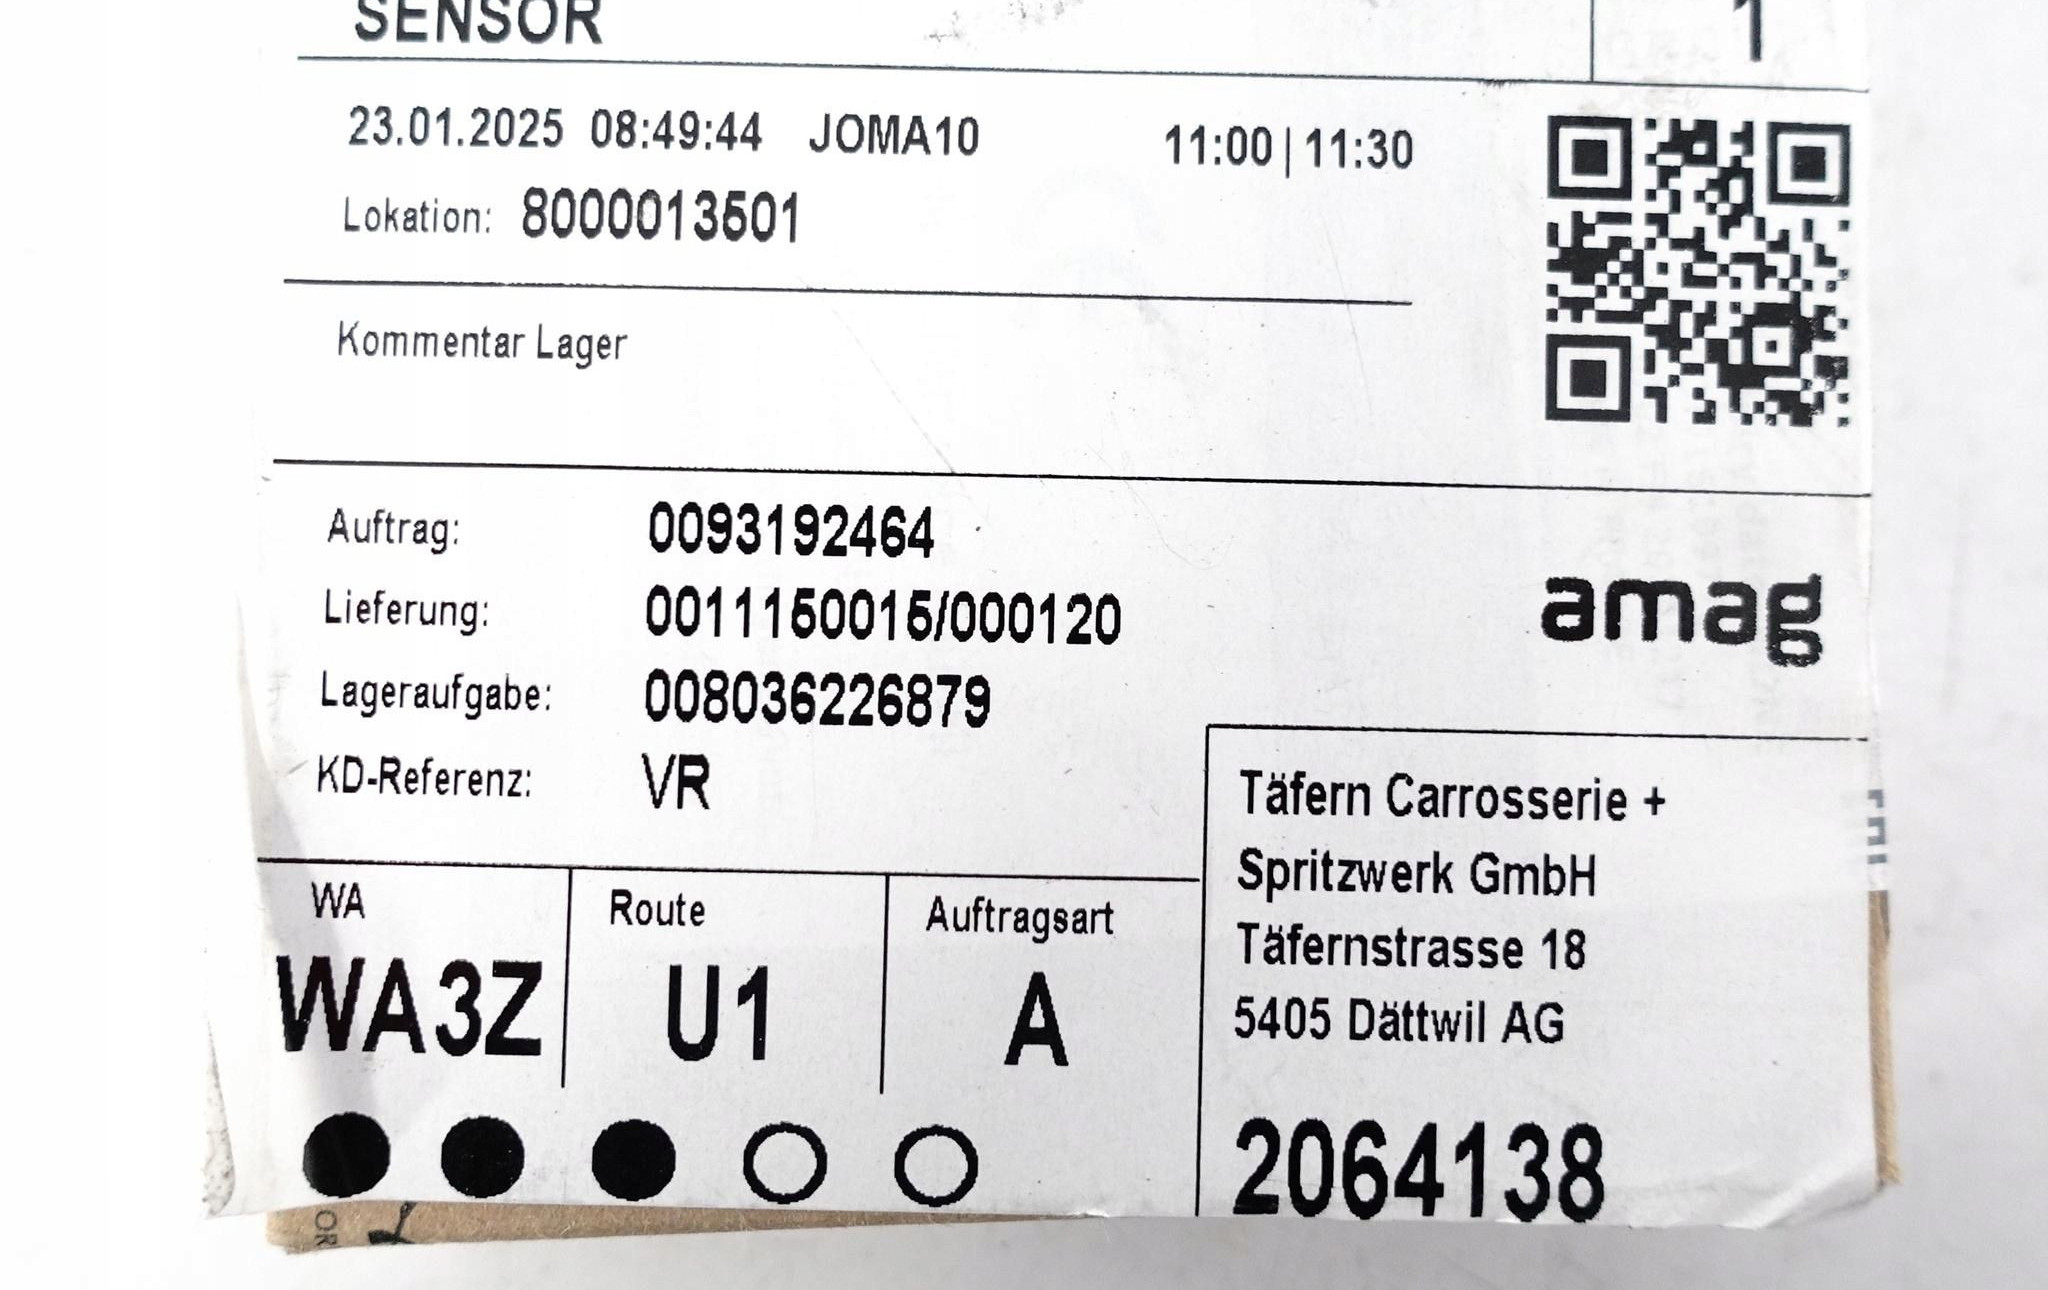 SENSOR
1
23.01.2025 08:49:44 JOMA10 11:00|11:30
Lokation: 8000013501
Kommentar Lager
Auftrag: 0093192464
Lieferung: 0011150015/000120
Lageraufgabe: 008036226879
KD-Referenz: VR
amag
WA
WA3Z
Route
U1
Auftragsart
A
Täfern Carrosserie +
Spritzwerk GmbH
Täfernstrasse 18
5405 Dättwil AG
2064138
OR